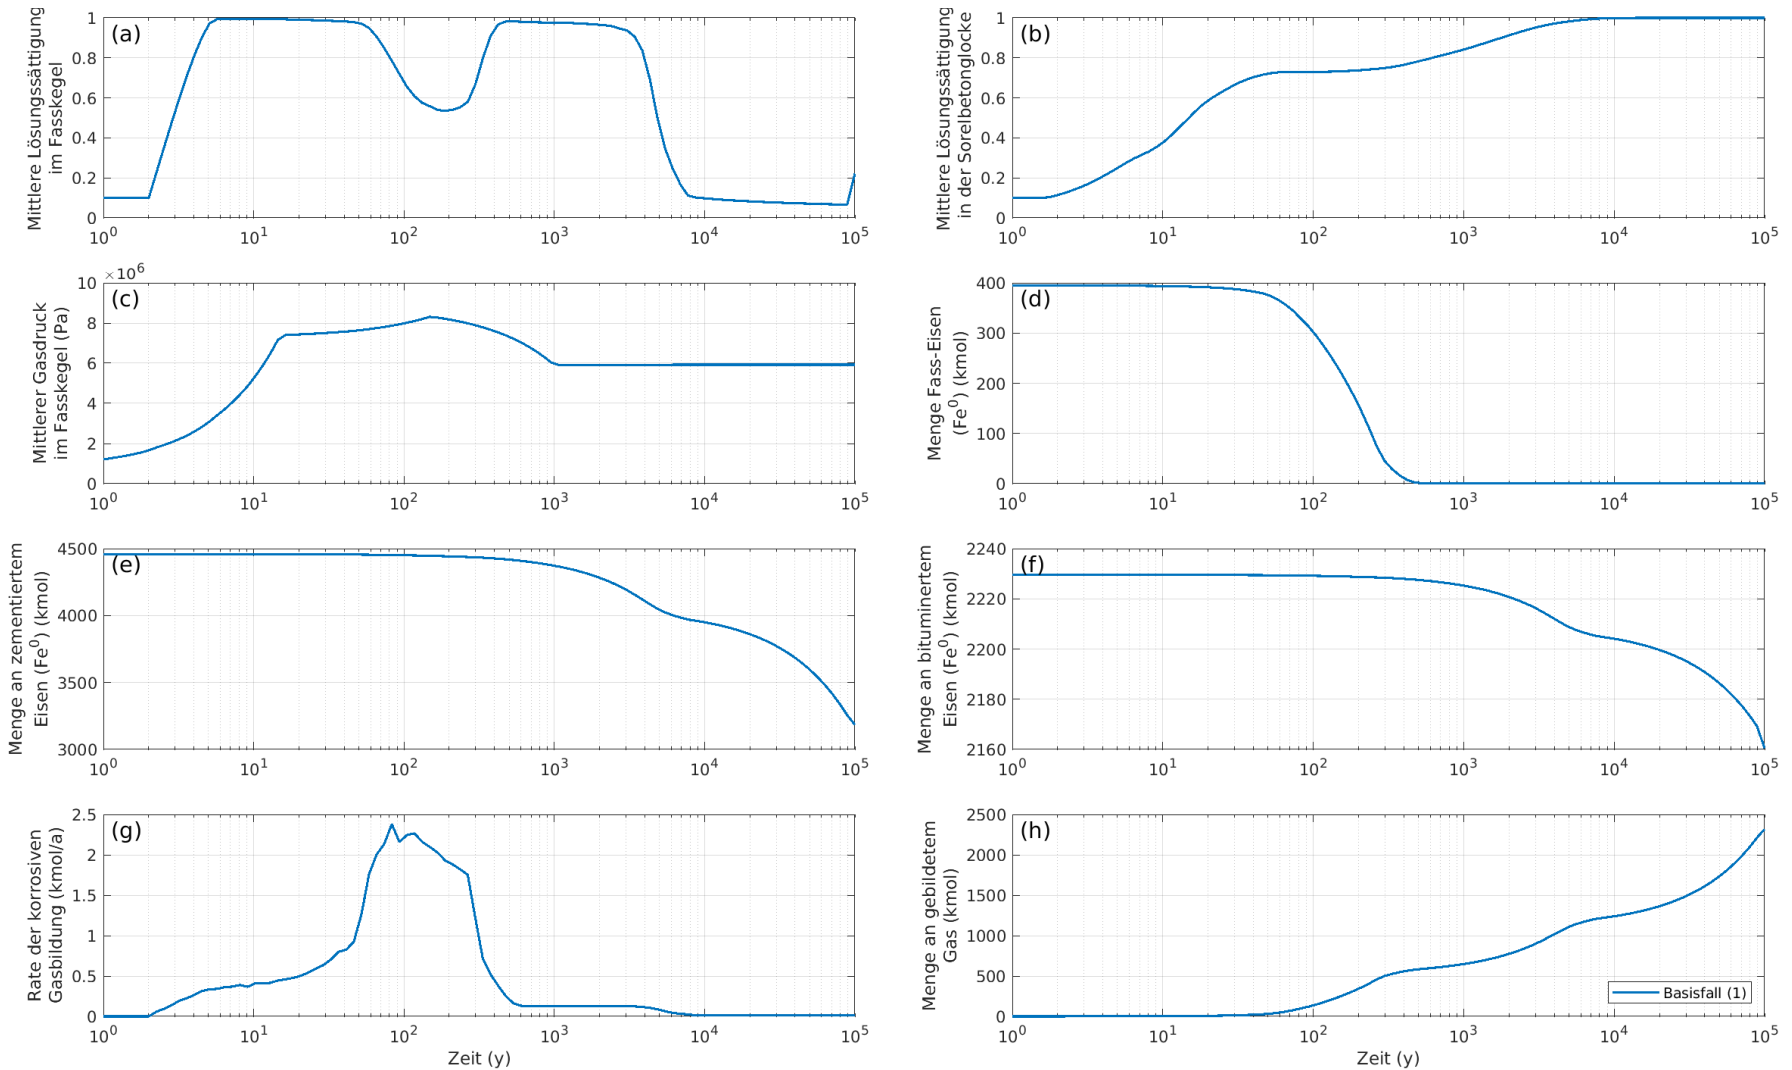 Mittlere Lösungssättigung
im Fasskegel
(a)
1
0.8
0.6
0.4
0.2
0
10^0 10^1 10^2 10^3 10^4 10^5
Mittlere Lösungssättigung
in der Sorelbetonglocke
(b)
1
0.8
0.6
0.4
0.2
0
10^0 10^1 10^2 10^3 10^4 10^5
Mittlerer Gasdruck
im Fasskegel (Pa)
×10^6
(c)
10
8
6
4
2
0
10^0 10^1 10^2 10^3 10^4 10^5
Menge Fass-Eisen
(Fe^0) (kmol)
(d)
400
300
200
100
0
10^0 10^1 10^2 10^3 10^4 10^5
Menge an zementiertem
Eisen (Fe^0) (kmol)
(e)
4500
4000
3500
3000
10^0 10^1 10^2 10^3 10^4 10^5
Menge an bituminertem
Eisen (Fe^0) (kmol)
(f)
2240
2220
2200
2180
2160
10^0 10^1 10^2 10^3 10^4 10^5
Rate der korrosiven
Gasbildung (kmol/a)
(g)
2.5
2
1.5
1
0.5
0
10^0 10^1 10^2 10^3 10^4 10^5
Zeit (y)
Menge an gebildetem
Gas (kmol)
(h)
2500
2000
1500
1000
500
0
Basisfall (1)
10^0 10^1 10^2 10^3 10^4 10^5
Zeit (y)